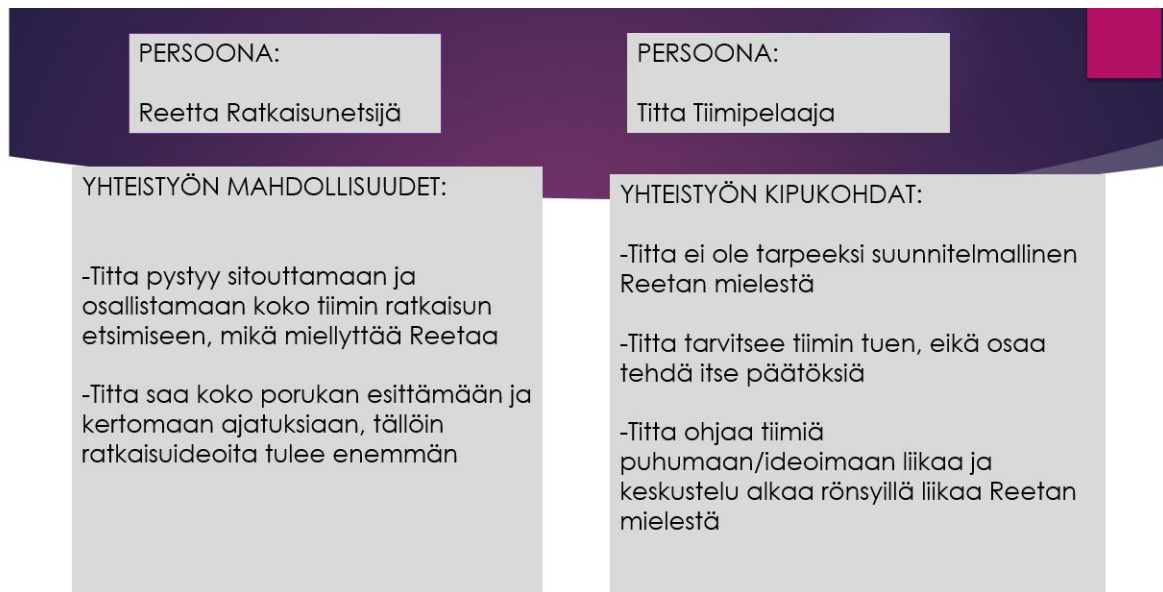 PERSOONA:
Reetta Ratkaisunetsijä
PERSOONA:
Titta Tiimipelaaja
YHTEISTYÖN MAHDOLLISUUDET:
-Titta pystyy sitouttamaan ja
osallistamaan koko tiimin ratkaisun
etsimiseen, mikä miellyttää Reetaa
-Titta saa koko porukan esittämään ja
kertomaan ajatuksiaan, tällöin
ratkaisuideoita tulee enemmän
YHTEISTYÖN KIPUKOHDAT:
-Titta ei ole tarpeeksi suunnitelmallinen
Reetan mielestä
-Titta tarvitsee tiimin tuen, eikä osaa
tehdä itse päätöksiä
-Titta ohjaa tiimiä
puhumaan/ideoimaan liikaa ja
keskustelu alkaa rönsyillä liikaa Reetan
mielestä